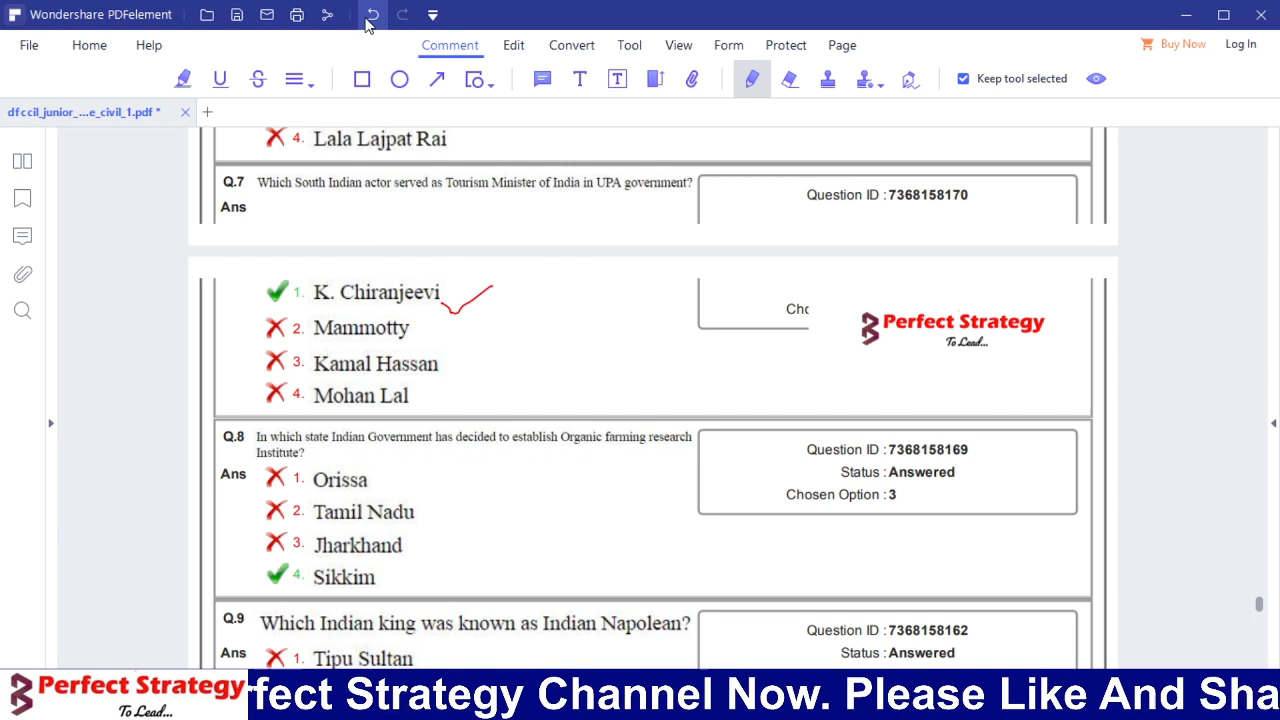 Wondershare PDFelement
File Home Help Comment Edit Convert Tool View Form Protect Page Buy Now Log In
Keep tool selected
dfccil_junior_...e_civil_1.pdf *
4. Lala Lajpat Rai
Q.7 Which South Indian actor served as Tourism Minister of India in UPA government?
Question ID : 7368158170
Ans
1. K. Chiranjeevi
2. Mammotty
3. Kamal Hassan
4. Mohan Lal
Perfect Strategy
To Lead...
Q.8 In which state Indian Government has decided to establish Organic farming research
Institute?
Question ID : 7368158169
Status : Answered
Chosen Option : 3
Ans
1. Orissa
2. Tamil Nadu
3. Jharkhand
4. Sikkim
Q.9 Which Indian king was known as Indian Napolean?
Question ID : 7368158162
Status : Answered
Ans
1. Tipu Sultan
Perfect Strategy
To Lead...
rfect Strategy Channel Now. Please Like And Sha